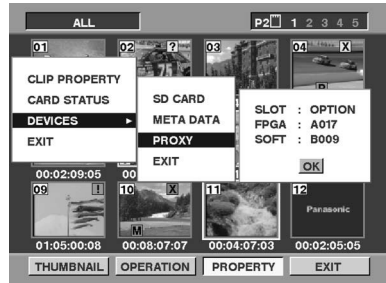 ALL
P2 1 2 3 4 5
01 02 ? 03 04 X
CLIP PROPERTY
CARD STATUS
DEVICES
EXIT
SD CARD
META DATA
PROXY
EXIT
SLOT : OPTION
FPGA : A017
SOFT : B009
OK
00:02:09:05 00
09 ! 10 X 11 12
Panasonic
M
01:05:00:08 00:08:07:07 00:04:07:03 00:02:05:05
THUMBNAIL OPERATION PROPERTY EXIT